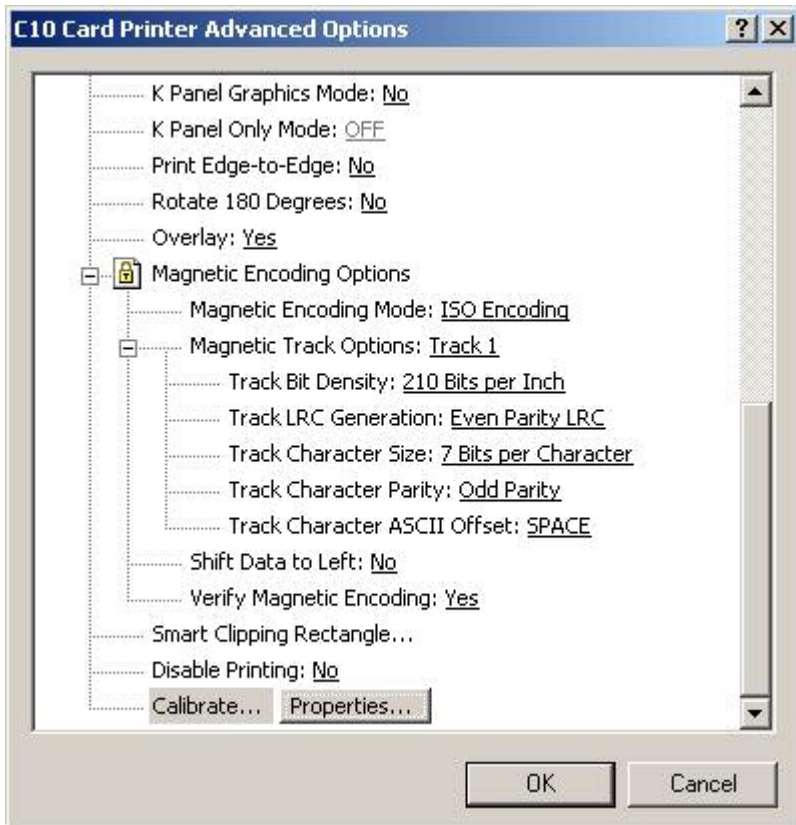 C10 Card Printer Advanced Options
K Panel Graphics Mode: No
K Panel Only Mode: OFF
Print Edge-to-Edge: No
Rotate 180 Degrees: No
Overlay: Yes
Magnetic Encoding Options
Magnetic Encoding Mode: ISO Encoding
Magnetic Track Options: Track 1
Track Bit Density: 210 Bits per Inch
Track LRC Generation: Even Parity LRC
Track Character Size: 7 Bits per Character
Track Character Parity: Odd Parity
Track Character ASCII Offset: SPACE
Shift Data to Left: No
Verify Magnetic Encoding: Yes
Smart Clipping Rectangle...
Disable Printing: No
Calibrate... Properties...
OK Cancel